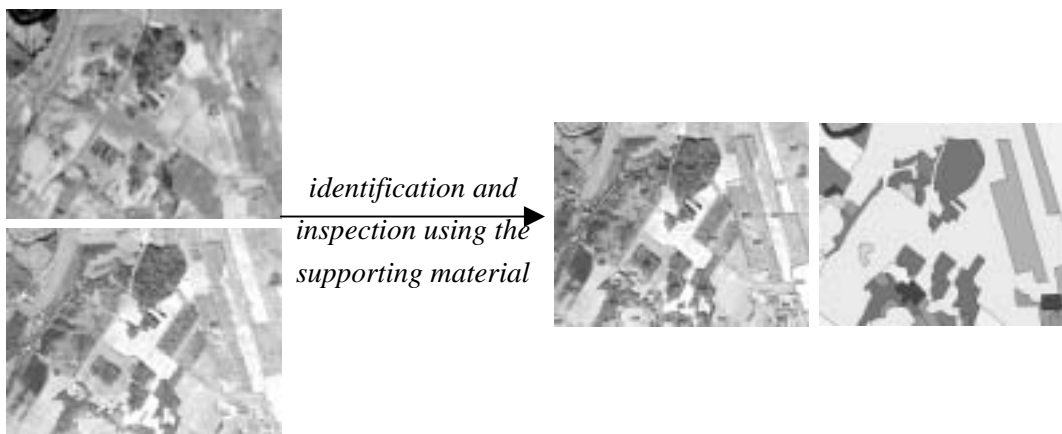 identification and
inspection using the
supporting material